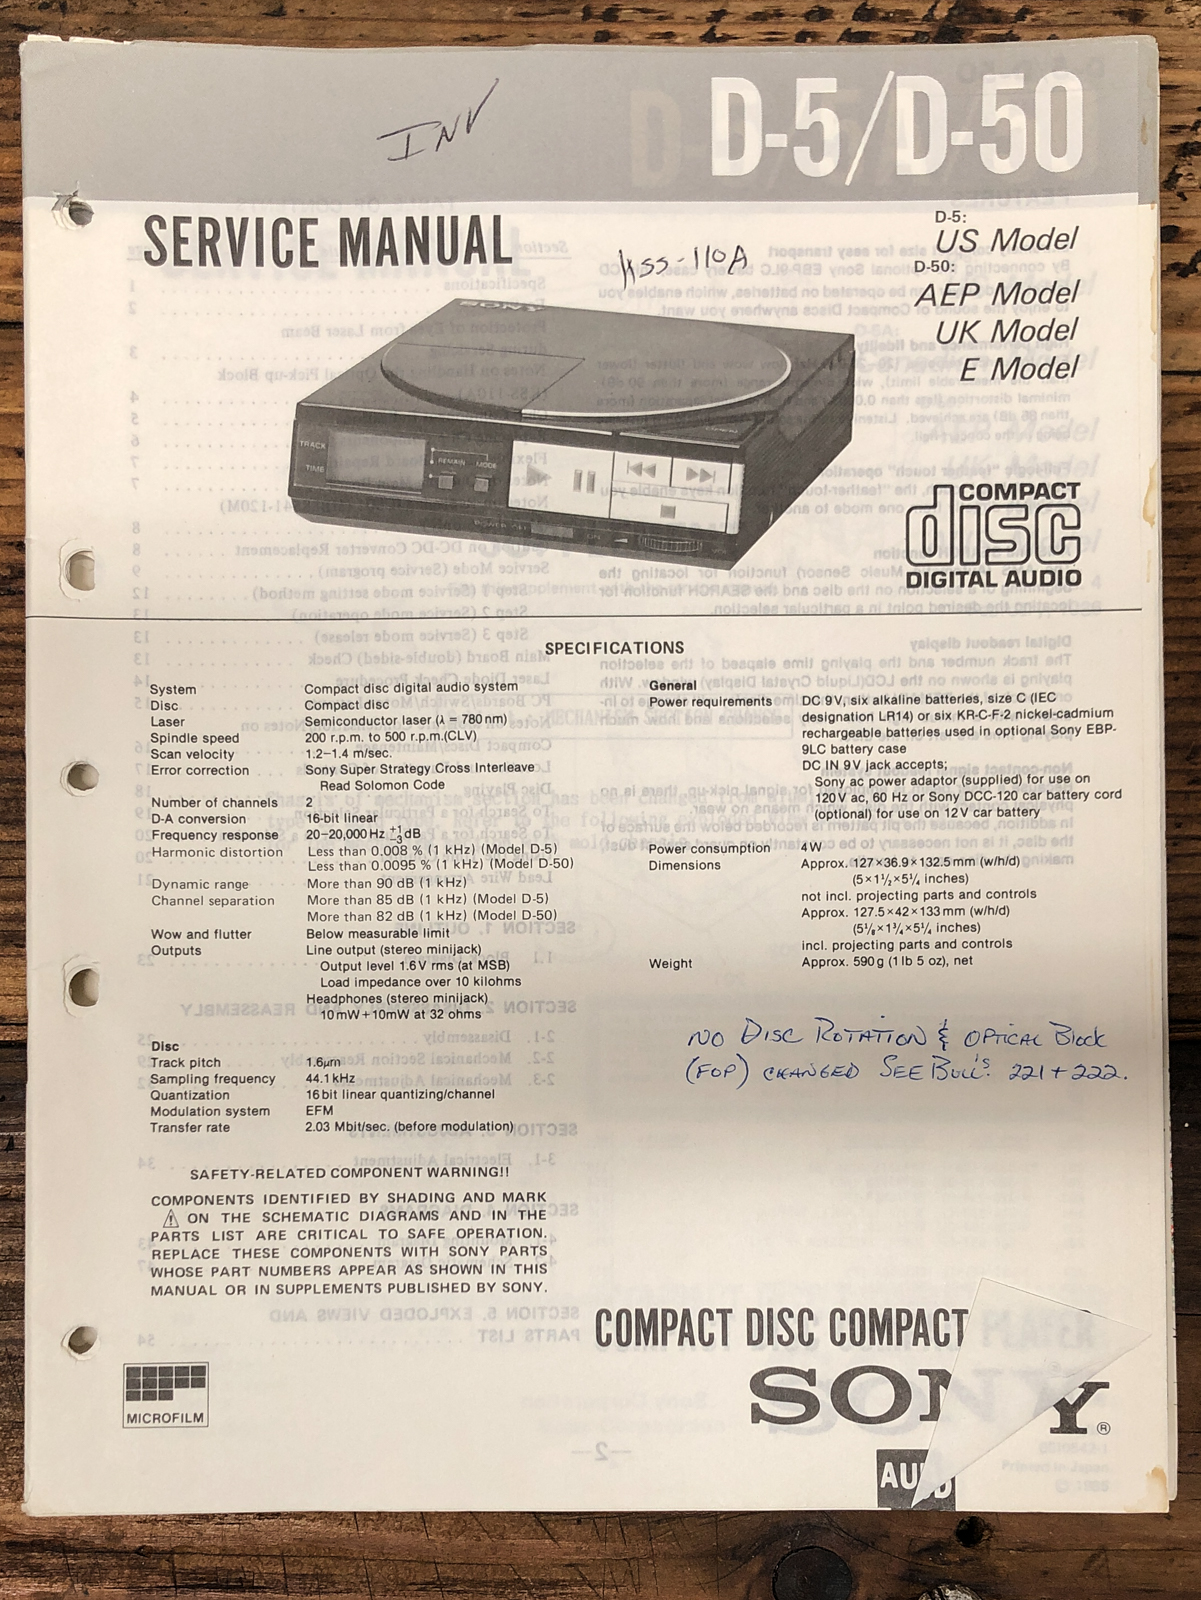 D-5/D-50
INV
SERVICE MANUAL
HSS-110A
D-5:
US Model
D-50:
AEP Model
UK Model
E Model
SONY
TRACK
TIME
REMAIN MODE
POWER OFF
COMPACT
disc
DIGITAL AUDIO
SPECIFICATIONS
System Compact disc digital audio system
Disc Compact disc
Laser Semiconductor laser (λ = 780 nm)
Spindle speed 200 r.p.m. to 500 r.p.m.(CLV)
Scan velocity 1.2–1.4 m/sec.
Error correction Sony Super Strategy Cross Interleave
Read Solomon Code
Number of channels 2
D-A conversion 16-bit linear
Frequency response 20–20,000 Hz +1 −3 dB
Harmonic distortion Less than 0.008 % (1 kHz) (Model D-5)
Less than 0.0095 % (1 kHz) (Model D-50)
Dynamic range More than 90 dB (1 kHz)
Channel separation More than 85 dB (1 kHz) (Model D-5)
More than 82 dB (1 kHz) (Model D-50)
Wow and flutter Below measurable limit
Outputs Line output (stereo minijack)
Output level 1.6 V rms (at MSB)
Load impedance over 10 kilohms
Headphones (stereo minijack)
10 mW + 10mW at 32 ohms
Disc
Track pitch 1.6µm
Sampling frequency 44.1 kHz
Quantization 16 bit linear quantizing/channel
Modulation system EFM
Transfer rate 2.03 Mbit/sec. (before modulation)
General
Power requirements DC 9 V, six alkaline batteries, size C (IEC
designation LR14) or six KR-C-F-2 nickel-cadmium
rechargeable batteries used in optional Sony EBP-
9LC battery case
DC IN 9 V jack accepts;
Sony ac power adaptor (supplied) for use on
120 V ac, 60 Hz or Sony DCC-120 car battery cord
(optional) for use on 12 V car battery
Power consumption 4 W
Dimensions Approx. 127 × 36.9 × 132.5 mm (w/h/d)
(5 × 1½ × 5¼ inches)
not incl. projecting parts and controls
Approx. 127.5 × 42 × 133 mm (w/h/d)
(5⅛ × 1¾ × 5¼ inches)
incl. projecting parts and controls
Weight Approx. 590 g (1 lb 5 oz), net
NO DISC ROTATION & OPTICAL Block
(FOP) CHANGED SEE BULL'S. 221 + 222.
SAFETY-RELATED COMPONENT WARNING!!
COMPONENTS IDENTIFIED BY SHADING AND MARK
⚠ ON THE SCHEMATIC DIAGRAMS AND IN THE
PARTS LIST ARE CRITICAL TO SAFE OPERATION.
REPLACE THESE COMPONENTS WITH SONY PARTS
WHOSE PART NUMBERS APPEAR AS SHOWN IN THIS
MANUAL OR IN SUPPLEMENTS PUBLISHED BY SONY.
COMPACT DISC COMPACT
SONY ®
MICROFILM